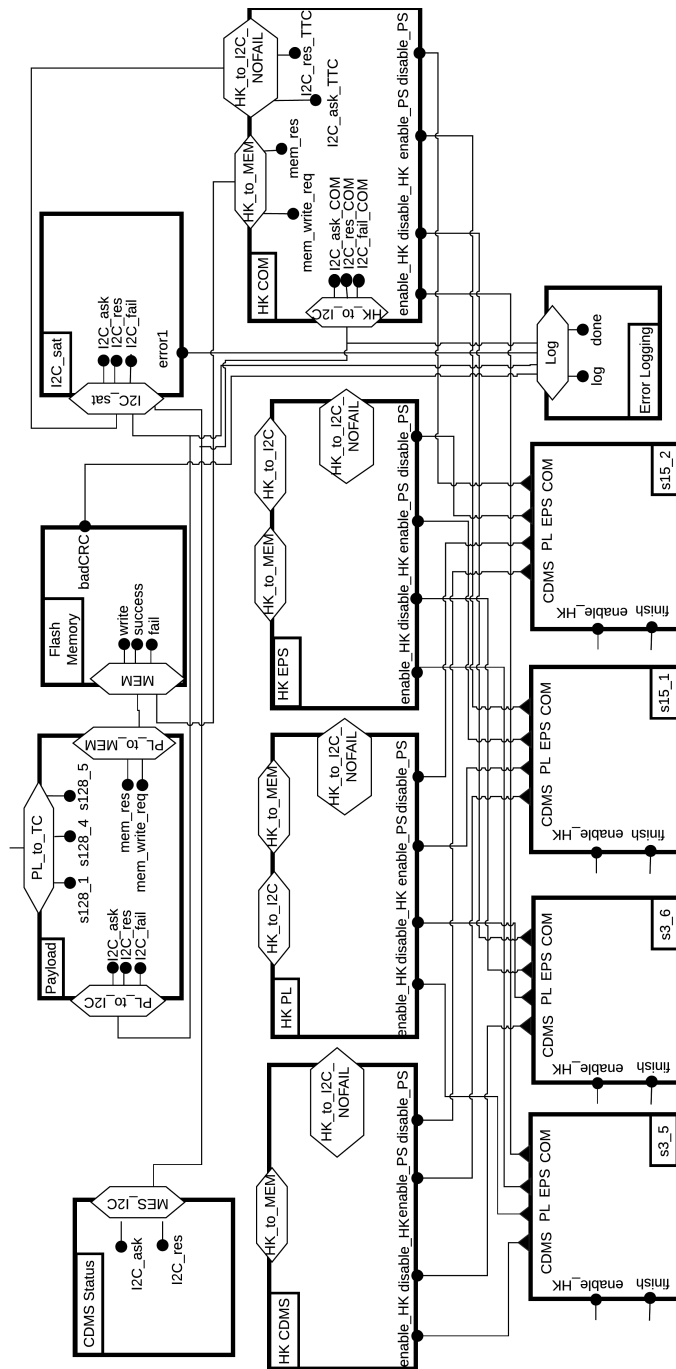 CDMS Status
MES_I2C
I2C_ask
I2C_res
Payload
PL_to_I2C
I2C_ask
I2C_res
I2C_fail
PL_to_TC
s128_1 s128_4 s128_5
PL_to_MEM
mem_res
mem_write_req
Flash
Memory
MEM
write
success
fail
badCRC
I2C_sat
I2C_sat
I2C_ask
I2C_res
I2C_fail
error1
HK CDMS
HK_to_MEM
HK_to_I2C_
NOFAIL
enable_HK disable_HK enable_PS disable_PS
HK PL
HK_to_I2C
HK_to_MEM
HK_to_I2C_
NOFAIL
enable_HK disable_HK enable_PS disable_PS
HK EPS
HK_to_MEM
HK_to_I2C
HK_to_I2C_
NOFAIL
enable_HK disable_HK enable_PS disable_PS
HK COM
HK_to_I2C
I2C_ask_COM
I2C_res_COM
I2C_fail_COM
HK_to_MEM
mem_write_req
mem_res
HK_to_I2C_
NOFAIL
I2C_ask_TTC
I2C_res_TTC
enable_HK disable_HK enable_PS disable_PS
CDMS PL EPS COM
enable_HK
finish
s3_5
CDMS PL EPS COM
enable_HK
finish
s3_6
CDMS PL EPS COM
enable_HK
finish
s15_1
CDMS PL EPS COM
enable_HK
finish
s15_2
Log
log
done
Error Logging